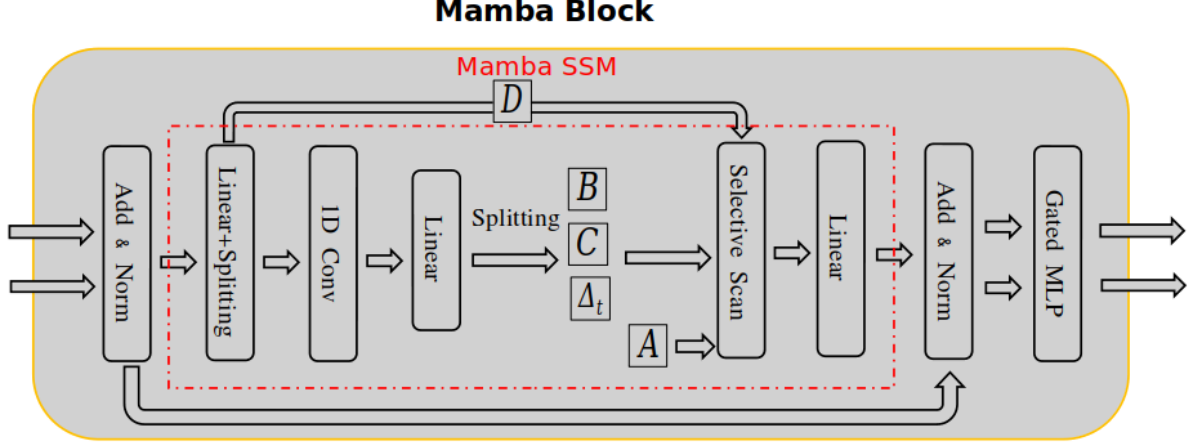 Mamba Block
Mamba SSM
D
Add & Norm
Linear+Splitting
1D Conv
Linear
Splitting
B
C
Δt
A
Selective Scan
Linear
Add & Norm
Gated MLP